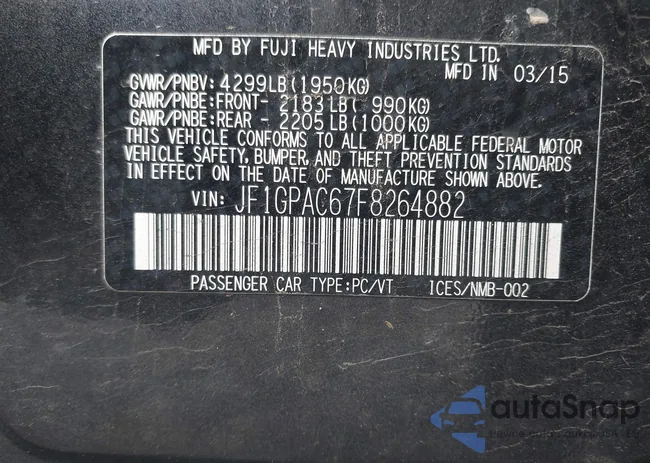 MFD BY FUJI HEAVY INDUSTRIES LTD.
MFD IN 03/15
GVWR/PNBV: 4299LB(1950KG)
GAWR/PNBE:FRONT- 2183LB( 990KG)
GAWR/PNBE:REAR - 2205LB(1000KG)
THIS VEHICLE CONFORMS TO ALL APPLICABLE FEDERAL MOTOR
VEHICLE SAFETY, BUMPER, AND THEFT PREVENTION STANDARDS
IN EFFECT ON THE DATE OF MANUFACTURE SHOWN ABOVE.
VIN: JF1GPAC67F8264882
PASSENGER CAR TYPE:PC/VT ICES/NMB-002
autoSnap